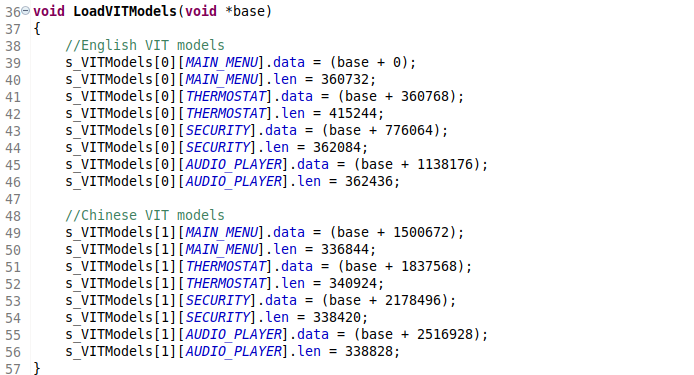 36 void LoadVITModels(void *base)
37 {
38 //English VIT models
39 s_VITModels[0][MAIN_MENU].data = (base + 0);
40 s_VITModels[0][MAIN_MENU].len = 360732;
41 s_VITModels[0][THERMOSTAT].data = (base + 360768);
42 s_VITModels[0][THERMOSTAT].len = 415244;
43 s_VITModels[0][SECURITY].data = (base + 776064);
44 s_VITModels[0][SECURITY].len = 362084;
45 s_VITModels[0][AUDIO_PLAYER].data = (base + 1138176);
46 s_VITModels[0][AUDIO_PLAYER].len = 362436;
47
48 //Chinese VIT models
49 s_VITModels[1][MAIN_MENU].data = (base + 1500672);
50 s_VITModels[1][MAIN_MENU].len = 336844;
51 s_VITModels[1][THERMOSTAT].data = (base + 1837568);
52 s_VITModels[1][THERMOSTAT].len = 340924;
53 s_VITModels[1][SECURITY].data = (base + 2178496);
54 s_VITModels[1][SECURITY].len = 338420;
55 s_VITModels[1][AUDIO_PLAYER].data = (base + 2516928);
56 s_VITModels[1][AUDIO_PLAYER].len = 338828;
57 }